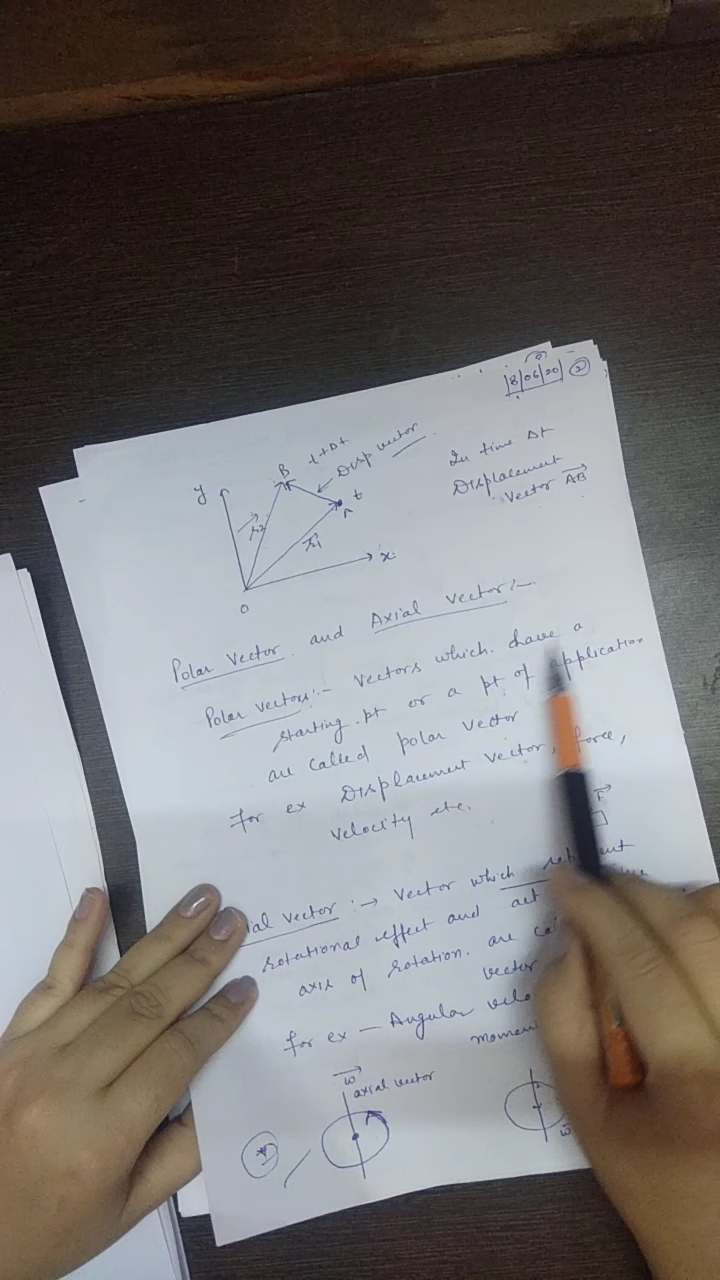 18/06/20 ②
y
B
t+Δt
Disp vector
t
A
r₂
r₁
x
O
In time Δt
Displacement
Vector AB
Polar Vector and Axial Vector:-
Polar Vectors:- Vectors which have a
starting pt or a pt of application
are called polar vector
for ex Displacement vector, force,
velocity etc.
F
Vector :→ Vector which
rotational effect and act
axis of rotation are
vector
for ex — Angular
ω
axial vector
ω